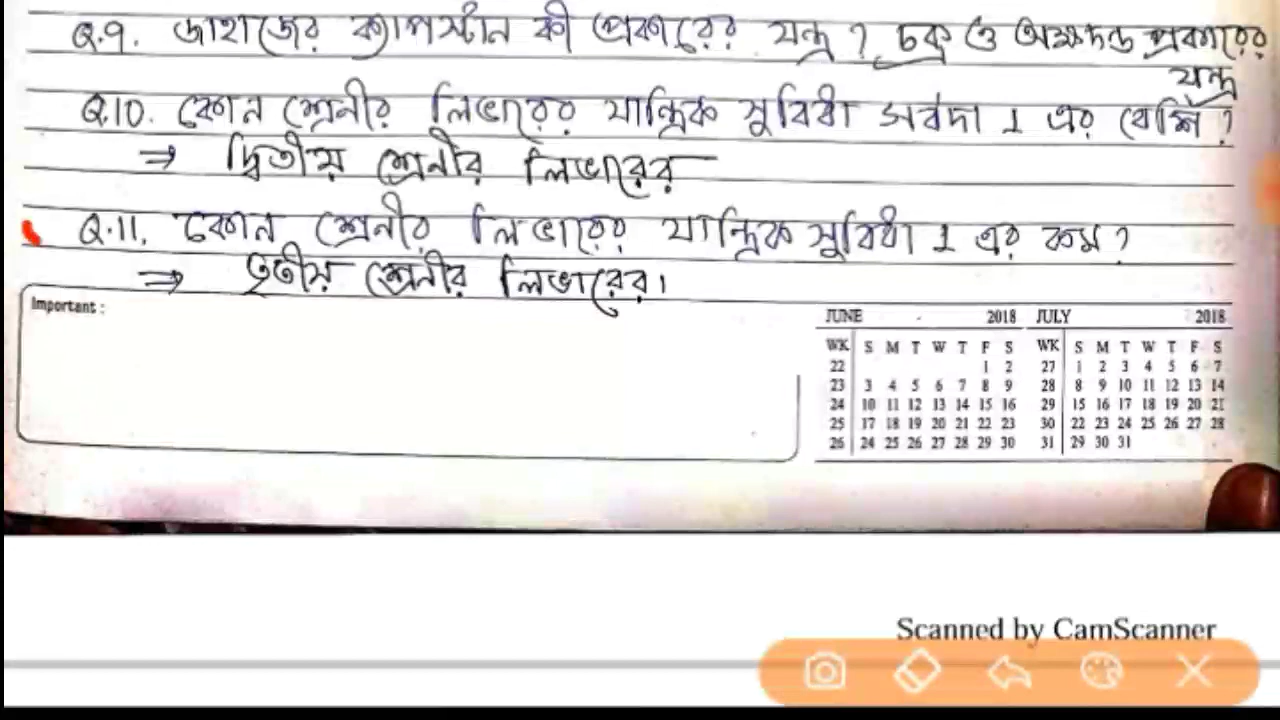 Q.9. জাহাজের ক্যাপস্টান কী প্রকারের যন্ত্র? চক্র ও অক্ষদন্ড প্রকারের
যন্ত্র
Q.10. কোন শ্রেনীর লিভারের যান্ত্রিক সুবিধা সর্বদা 1 এর বেশি?
⇒ দ্বিতীয় শ্রেনীর লিভারের
Q.11. কোন শ্রেনীর লিভারের যান্ত্রিক সুবিধা 1 এর কম?
⇒ তৃতীয় শ্রেনীর লিভারের।
Important :
JUNE 2018 JULY 2018
WK S M T W T F S WK S M T W T F S
22 1 2 27 1 2 3 4 5 6 7
23 3 4 5 6 7 8 9 28 8 9 10 11 12 13 14
24 10 11 12 13 14 15 16 29 15 16 17 18 19 20 21
25 17 18 19 20 21 22 23 30 22 23 24 25 26 27 28
26 24 25 26 27 28 29 30 31 29 30 31
Scanned by CamScanner